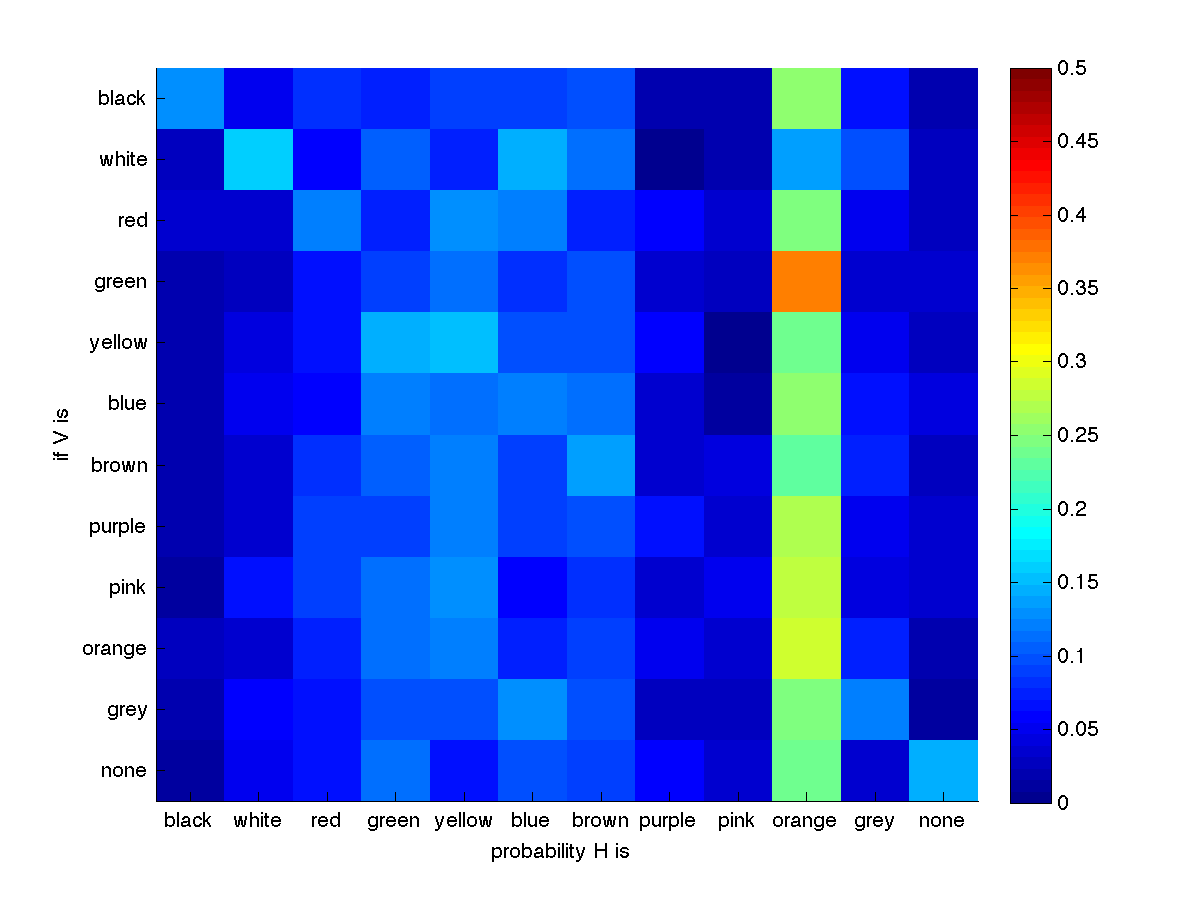 black
white
red
green
yellow
blue
brown
purple
pink
orange
grey
none
if V is
black white red green yellow blue brown purple pink orange grey none
probability H is
0.5
0.45
0.4
0.35
0.3
0.25
0.2
0.15
0.1
0.05
0